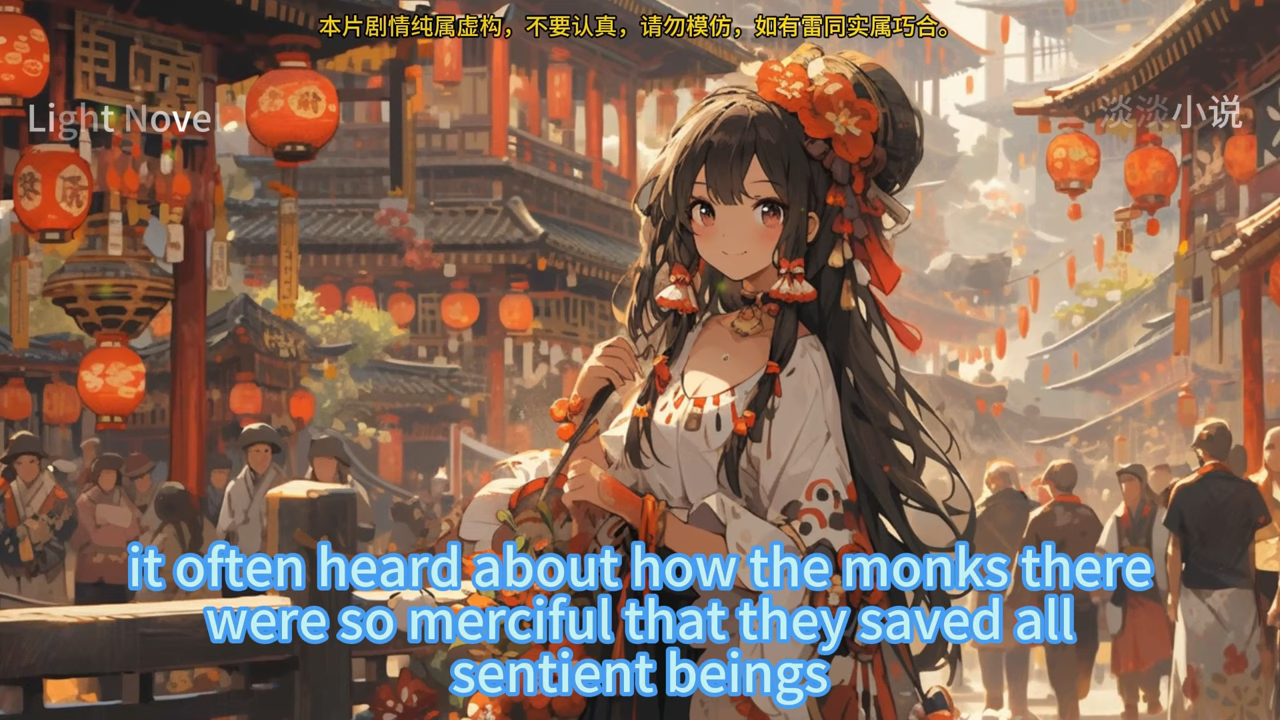 本片剧情纯属虚构，不要认真，请勿模仿，如有雷同实属巧合。
Light Novel
淡淡小说
it often heard about how the monks there
were so merciful that they saved all
sentient beings